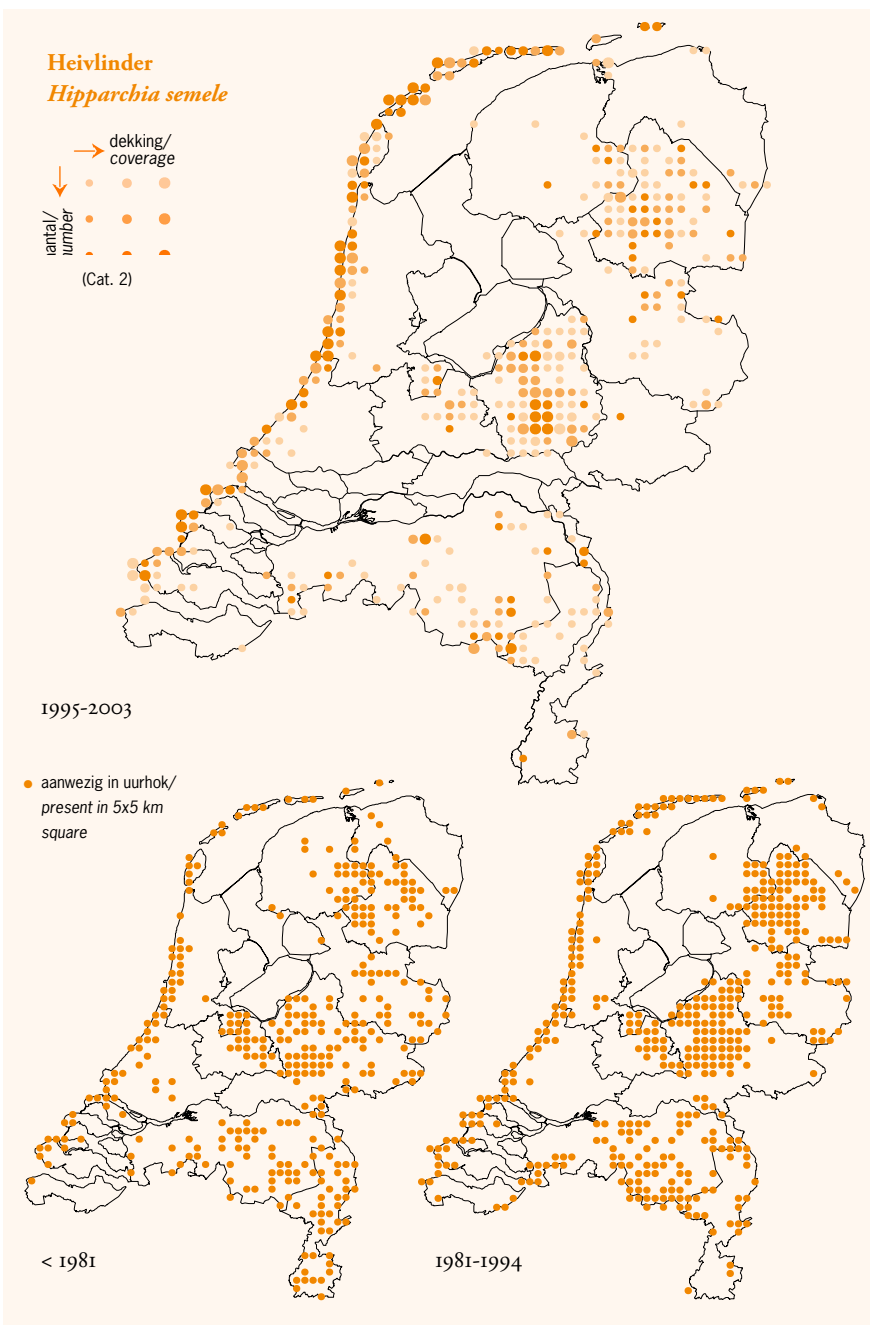 Heivlinder
Hipparchia semele
dekking/
coverage
(Cat. 2)
1995-2003
aanwezig in uurhok/
present in 5x5 km
square
< 1981
1981-1994